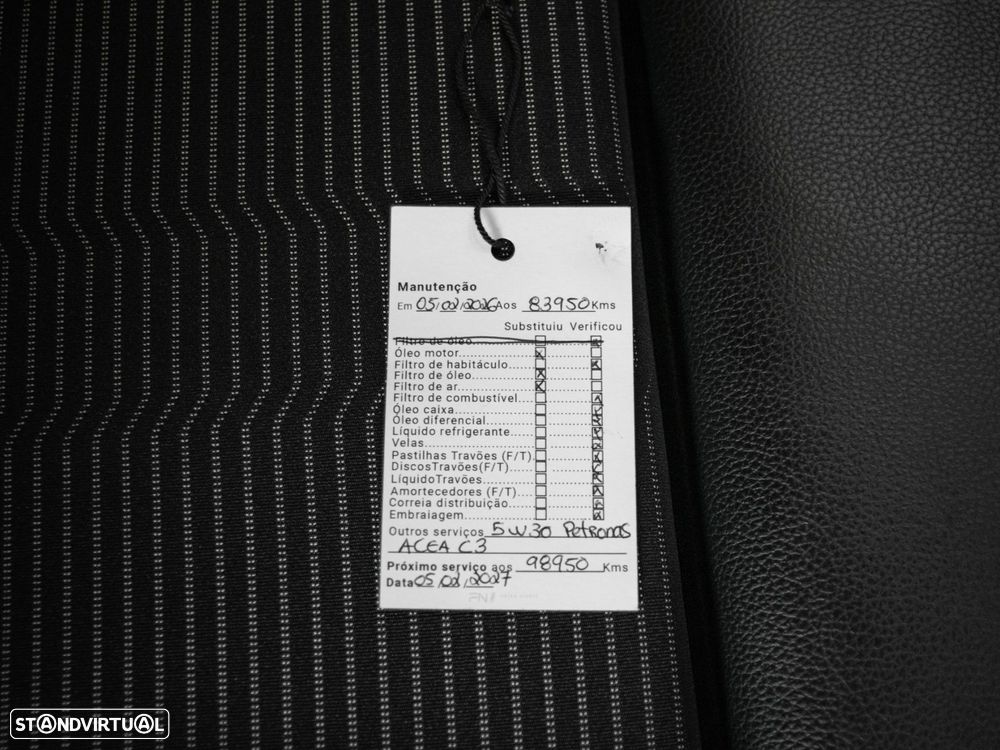 Manutenção
Em 05/02/2026 Aos 83950 Kms
Substituiu Verificou
Filtro de óleo
Óleo motor
Filtro de habitáculo
Filtro de óleo
Filtro de ar
Filtro de combustível
Óleo caixa
Óleo diferencial
Líquido refrigerante
Velas
Pastilhas Travões (F/T)
DiscosTravões(F/T)
LíquidoTravões
Amortecedores (F/T)
Correia distribuição
Embraiagem
Outros serviços 5W30 Petronas
ACEA C3
Próximo serviço aos 98950 Kms
Data 05/02/2027
STANDVIRTUAL